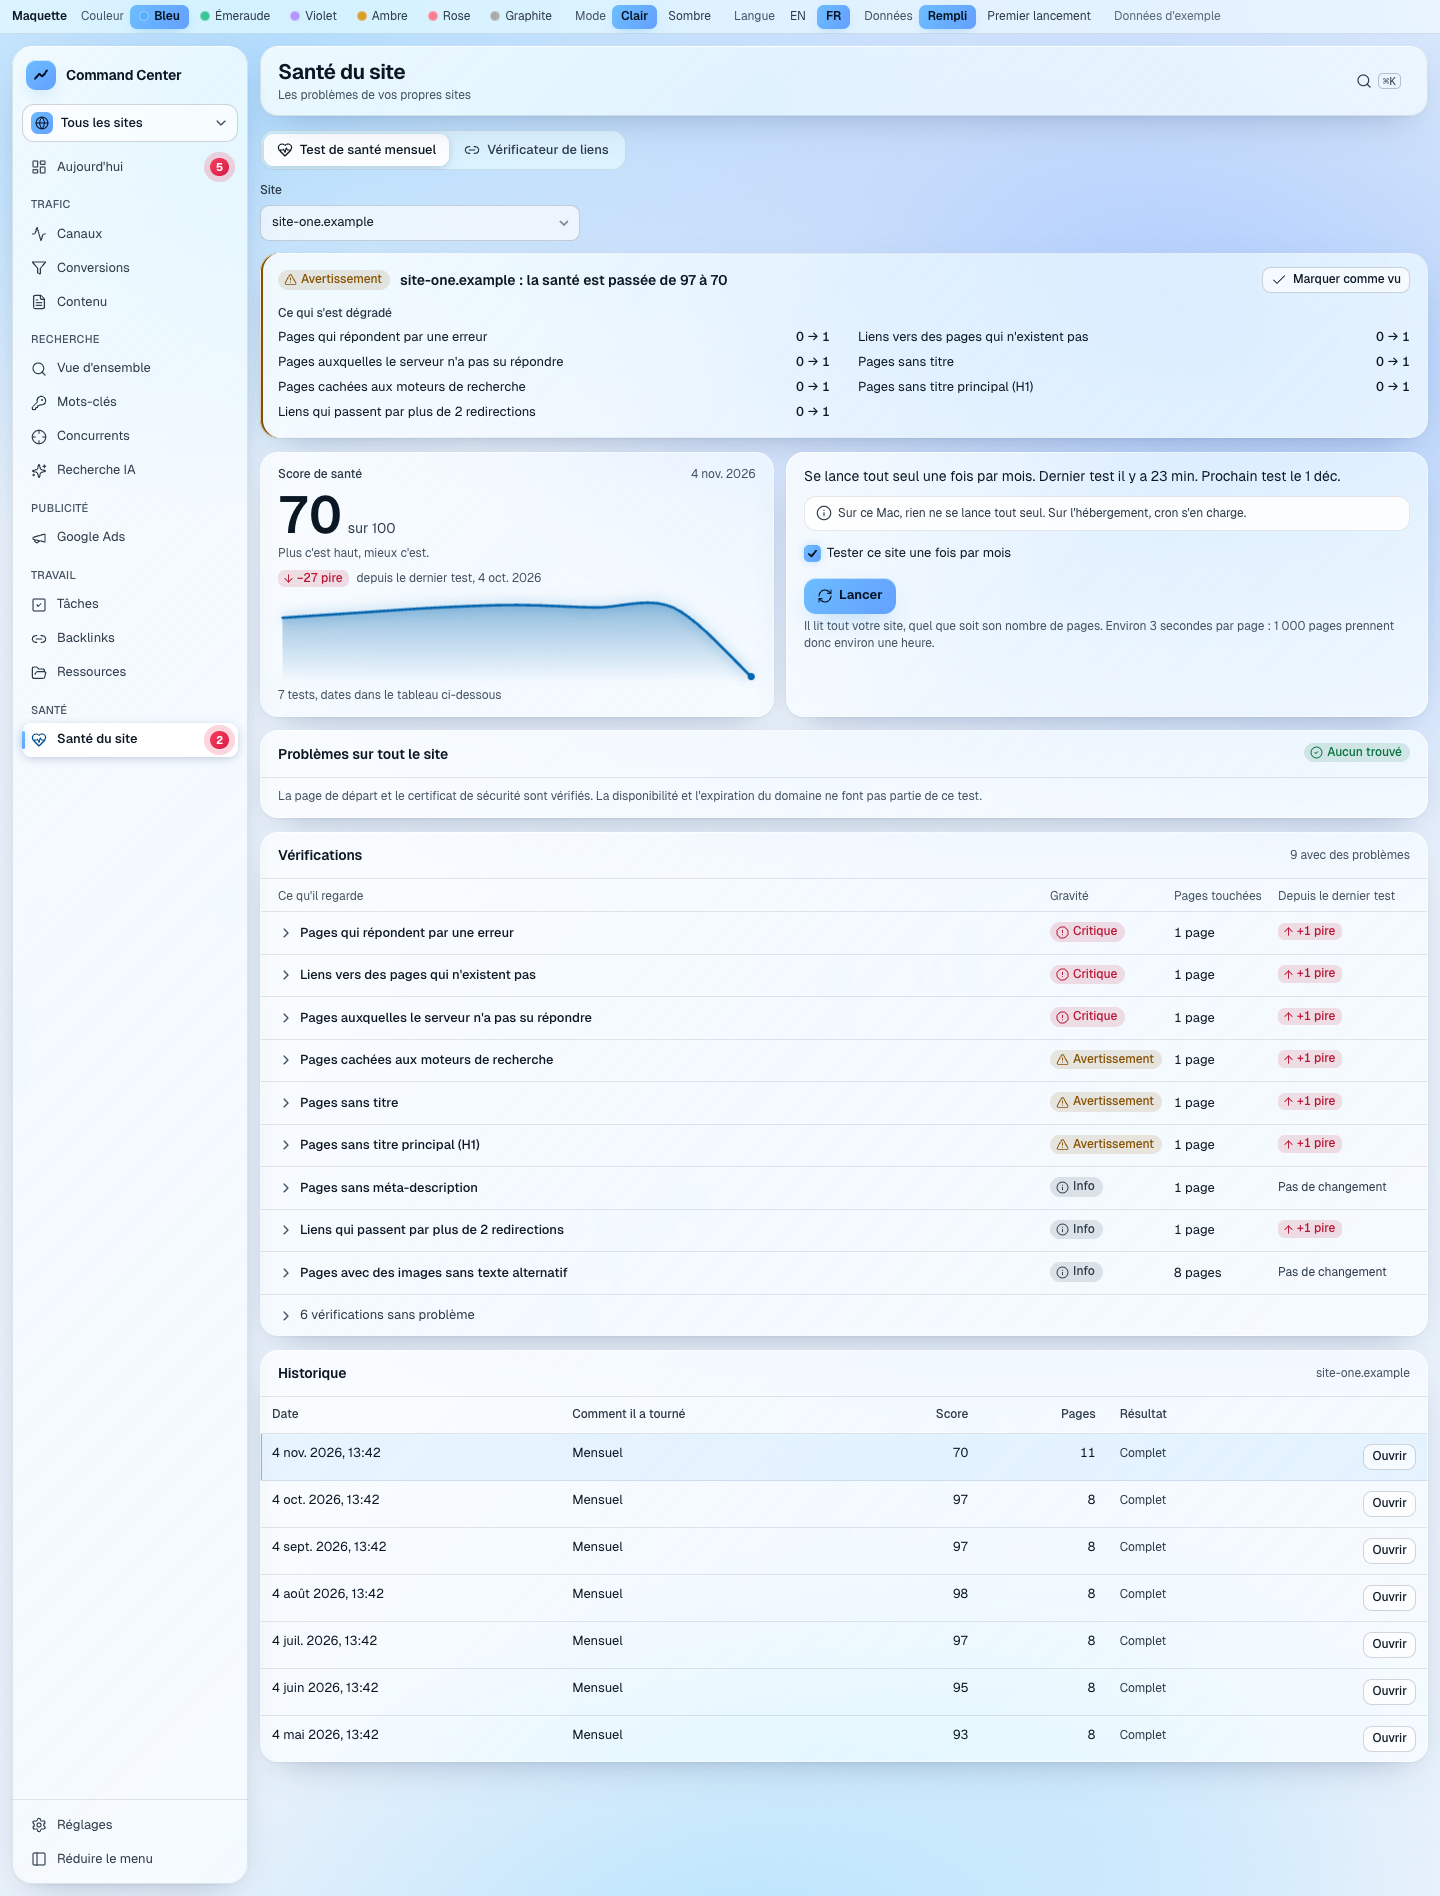 Maquette Couleur Bleu Émeraude Violet Ambre Rose Graphite Mode Clair Sombre Langue EN FR Données Rempli Premier lancement Données d'exemple
Command Center
Tous les sites
Aujourd'hui 5
TRAFIC
Canaux
Conversions
Contenu
RECHERCHE
Vue d'ensemble
Mots-clés
Concurrents
Recherche IA
PUBLICITÉ
Google Ads
TRAVAIL
Tâches
Backlinks
Ressources
SANTÉ
Santé du site 2
Réglages
Réduire le menu
Santé du site
Les problèmes de vos propres sites
⌘K
Test de santé mensuel Vérificateur de liens
Site
site-one.example
Avertissement site-one.example : la santé est passée de 97 à 70 Marquer comme vu
Ce qui s'est dégradé
Pages qui répondent par une erreur 0 → 1 Liens vers des pages qui n'existent pas 0 → 1
Pages auxquelles le serveur n'a pas su répondre 0 → 1 Pages sans titre 0 → 1
Pages cachées aux moteurs de recherche 0 → 1 Pages sans titre principal (H1) 0 → 1
Liens qui passent par plus de 2 redirections 0 → 1
Score de santé 4 nov. 2026
70 sur 100
Plus c'est haut, mieux c'est.
↓ −27 pire depuis le dernier test, 4 oct. 2026
7 tests, dates dans le tableau ci-dessous
Se lance tout seul une fois par mois. Dernier test il y a 23 min. Prochain test le 1 déc.
Sur ce Mac, rien ne se lance tout seul. Sur l'hébergement, cron s'en charge.
Tester ce site une fois par mois
Lancer
Il lit tout votre site, quel que soit son nombre de pages. Environ 3 secondes par page : 1 000 pages prennent
donc environ une heure.
Problèmes sur tout le site Aucun trouvé
La page de départ et le certificat de sécurité sont vérifiés. La disponibilité et l'expiration du domaine ne font pas partie de ce test.
Vérifications 9 avec des problèmes
Ce qu'il regarde Gravité Pages touchées Depuis le dernier test
Pages qui répondent par une erreur Critique 1 page ↑ +1 pire
Liens vers des pages qui n'existent pas Critique 1 page ↑ +1 pire
Pages auxquelles le serveur n'a pas su répondre Critique 1 page ↑ +1 pire
Pages cachées aux moteurs de recherche Avertissement 1 page ↑ +1 pire
Pages sans titre Avertissement 1 page ↑ +1 pire
Pages sans titre principal (H1) Avertissement 1 page ↑ +1 pire
Pages sans méta-description Info 1 page Pas de changement
Liens qui passent par plus de 2 redirections Info 1 page ↑ +1 pire
Pages avec des images sans texte alternatif Info 8 pages Pas de changement
6 vérifications sans problème
Historique site-one.example
Date Comment il a tourné Score Pages Résultat
4 nov. 2026, 13:42 Mensuel 70 11 Complet Ouvrir
4 oct. 2026, 13:42 Mensuel 97 8 Complet Ouvrir
4 sept. 2026, 13:42 Mensuel 97 8 Complet Ouvrir
4 août 2026, 13:42 Mensuel 98 8 Complet Ouvrir
4 juil. 2026, 13:42 Mensuel 97 8 Complet Ouvrir
4 juin 2026, 13:42 Mensuel 95 8 Complet Ouvrir
4 mai 2026, 13:42 Mensuel 93 8 Complet Ouvrir